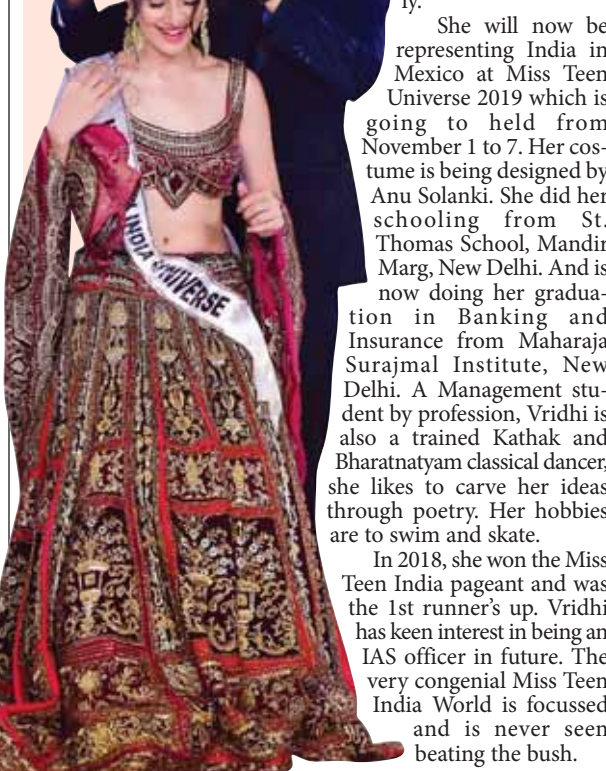 ly.
She will now be
representing India in
Mexico at Miss Teen
Universe 2019 which is
going to held from
November 1 to 7. Her cos-
tume is being designed by
Anu Solanki. She did her
schooling from St.
Thomas School, Mandir
Marg, New Delhi. And is
now doing her gradua-
tion in Banking and
Insurance from Maharaja
Surajmal Institute, New
Delhi. A Management stu-
dent by profession, Vridhi is
also a trained Kathak and
Bharatnatyam classical dancer,
she likes to carve her ideas
through poetry. Her hobbies
are to swim and skate.
In 2018, she won the Miss
Teen India pageant and was
the 1st runner's up. Vridhi
has keen interest in being an
IAS officer in future. The
very congenial Miss Teen
India World is focussed
and is never seen
beating the bush.
INDIA UNIVERSE